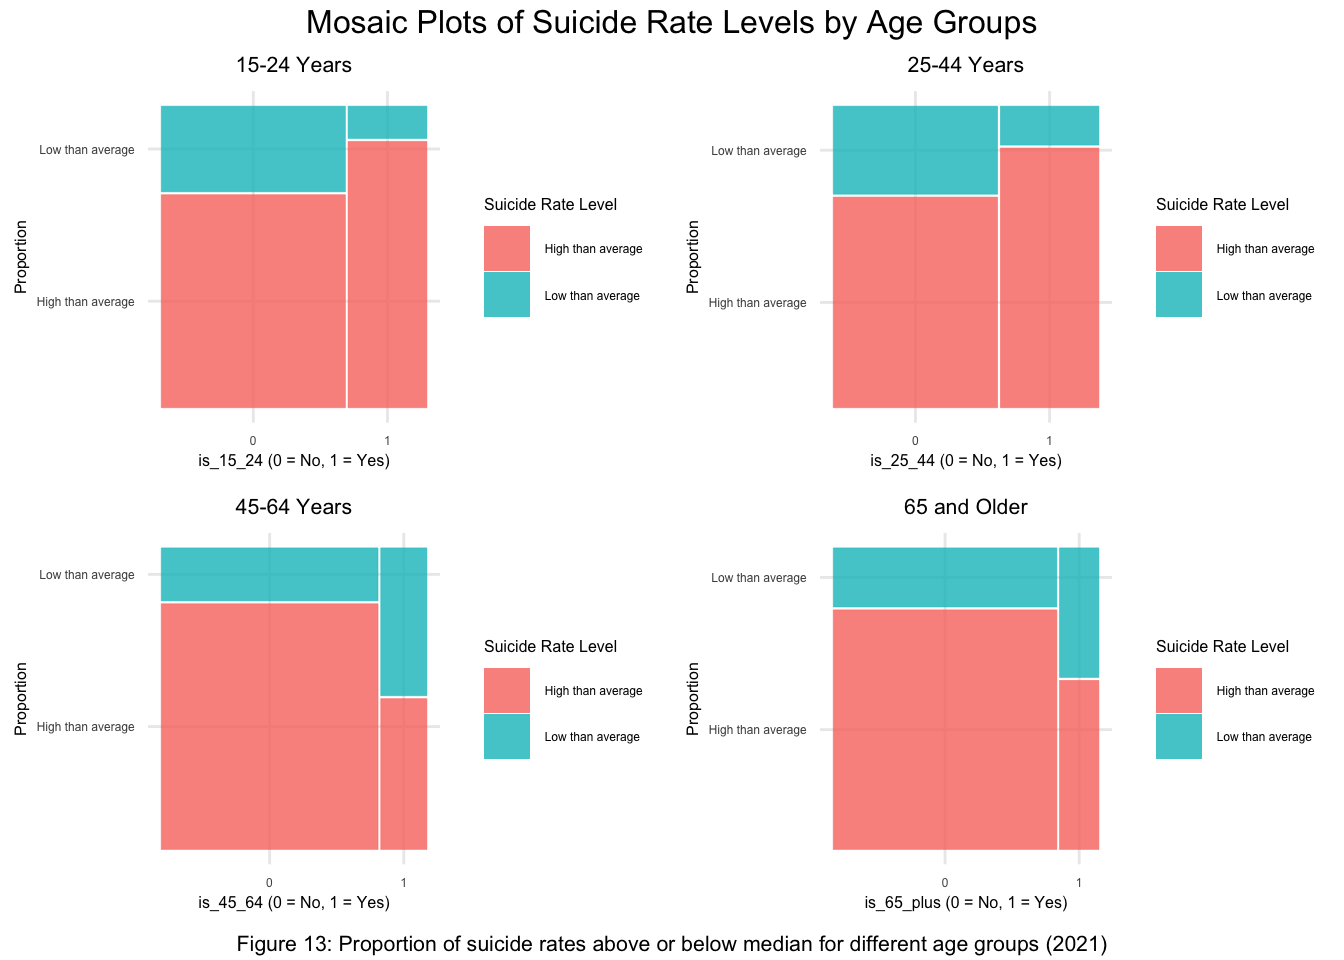 Mosaic Plots of Suicide Rate Levels by Age Groups
15-24 Years
Low than average
High than average
Proportion
0
1
is_15_24 (0 = No, 1 = Yes)
Suicide Rate Level
High than average
Low than average
25-44 Years
Low than average
High than average
Proportion
0
1
is_25_44 (0 = No, 1 = Yes)
Suicide Rate Level
High than average
Low than average
45-64 Years
Low than average
High than average
Proportion
0
1
is_45_64 (0 = No, 1 = Yes)
Suicide Rate Level
High than average
Low than average
65 and Older
Low than average
High than average
Proportion
0
1
is_65_plus (0 = No, 1 = Yes)
Suicide Rate Level
High than average
Low than average
Figure 13: Proportion of suicide rates above or below median for different age groups (2021)